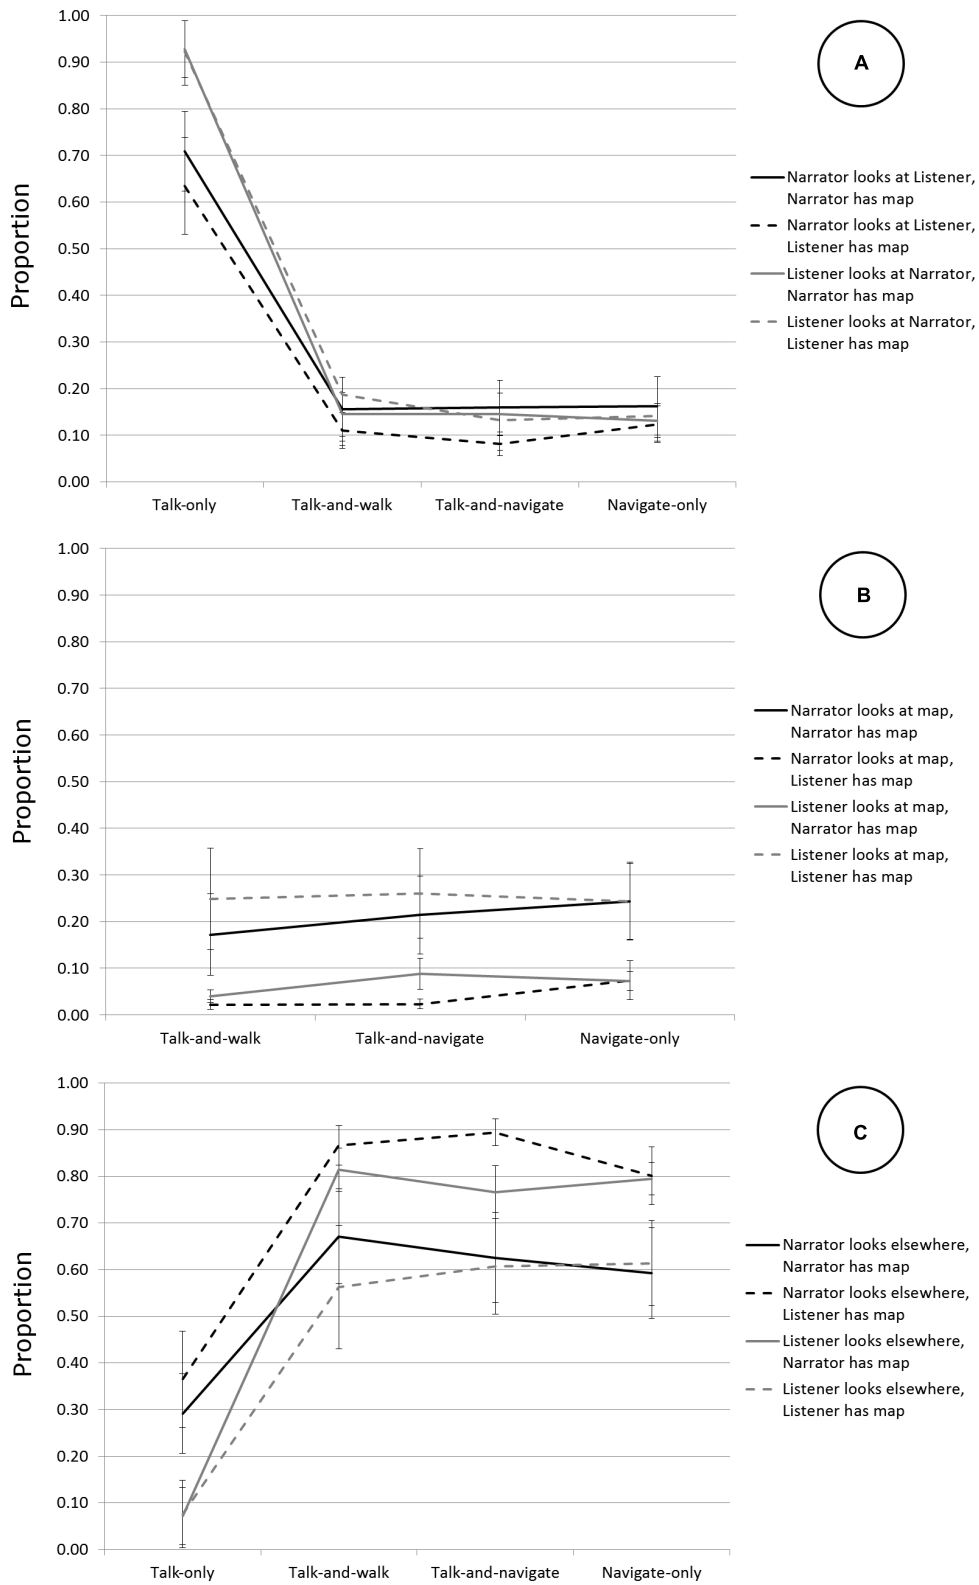 Proportion
1.00
0.90
0.80
0.70
0.60
0.50
0.40
0.30
0.20
0.10
0.00
Talk-only Talk-and-walk Talk-and-navigate Navigate-only
A
Narrator looks at Listener,
Narrator has map
Narrator looks at Listener,
Listener has map
Listener looks at Narrator,
Narrator has map
Listener looks at Narrator,
Listener has map
Proportion
1.00
0.90
0.80
0.70
0.60
0.50
0.40
0.30
0.20
0.10
0.00
Talk-and-walk Talk-and-navigate Navigate-only
B
Narrator looks at map,
Narrator has map
Narrator looks at map,
Listener has map
Listener looks at map,
Narrator has map
Listener looks at map,
Listener has map
Proportion
1.00
0.90
0.80
0.70
0.60
0.50
0.40
0.30
0.20
0.10
0.00
Talk-only Talk-and-walk Talk-and-navigate Navigate-only
C
Narrator looks elsewhere,
Narrator has map
Narrator looks elsewhere,
Listener has map
Listener looks elsewhere,
Narrator has map
Listener looks elsewhere,
Listener has map